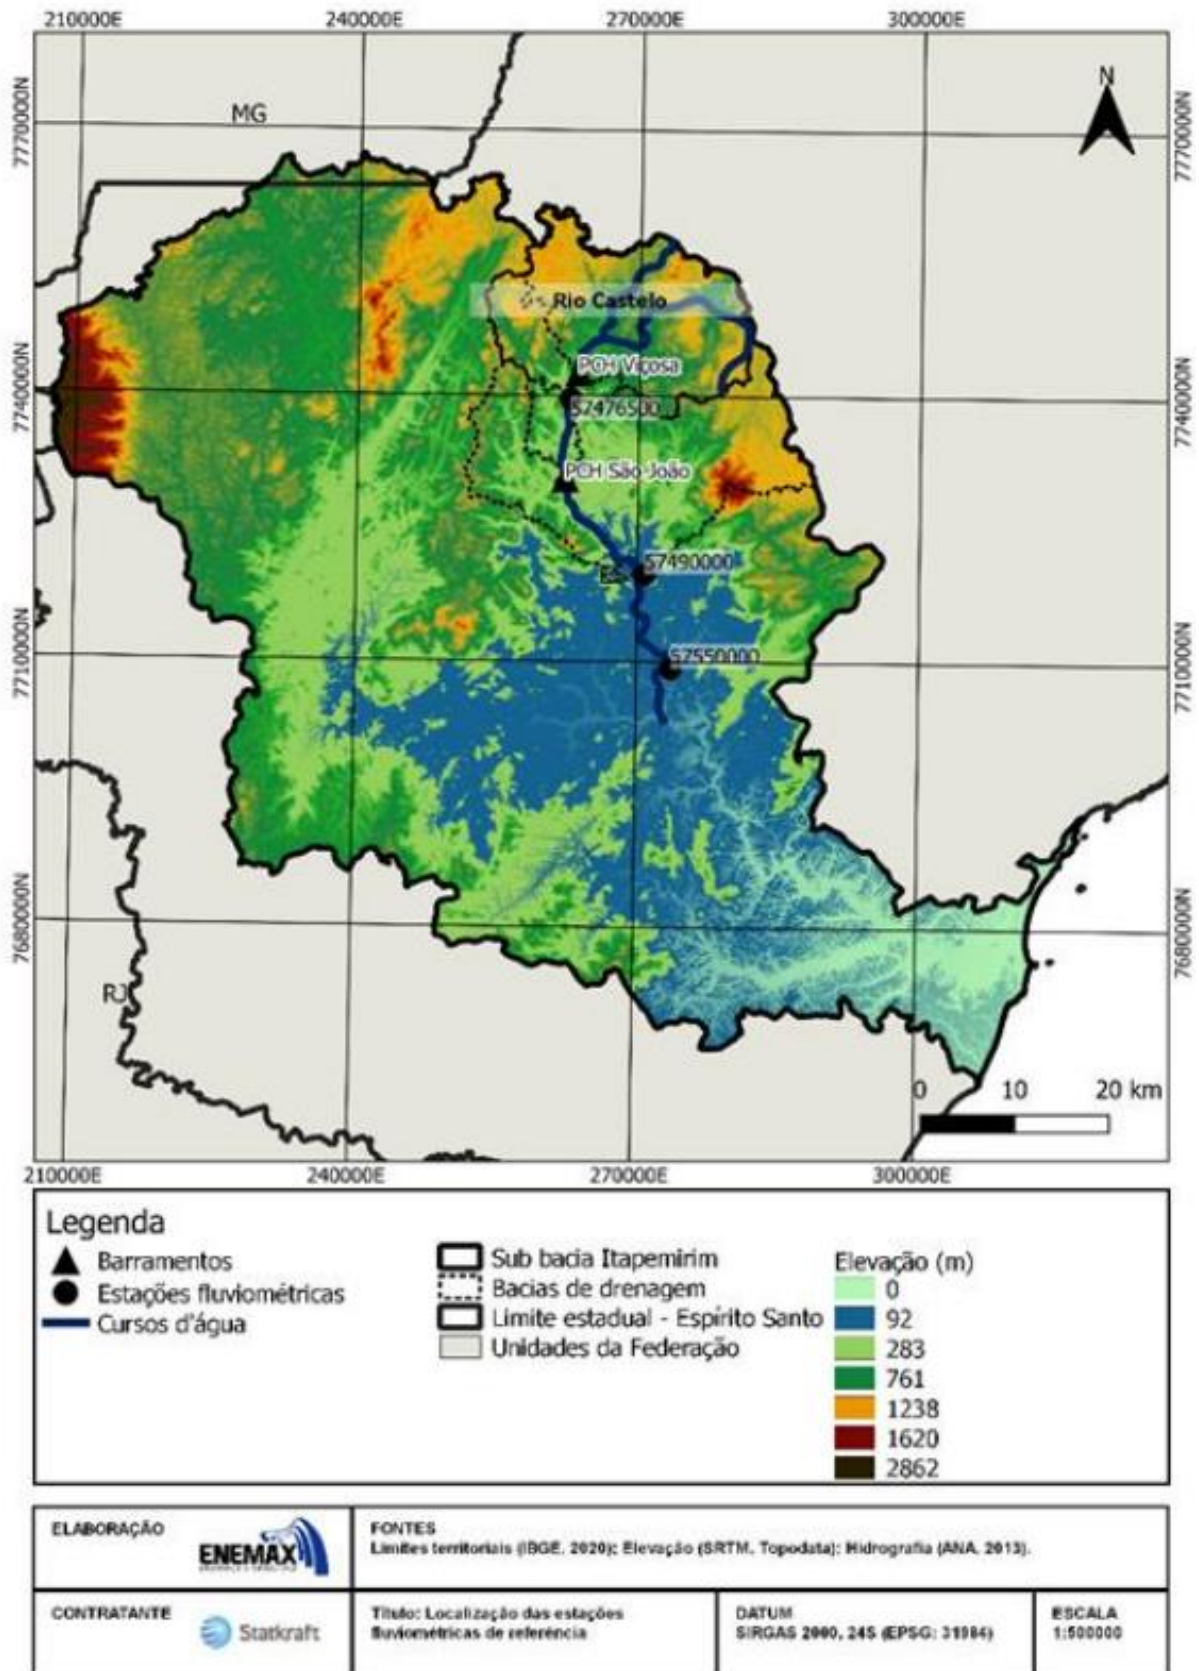 210000E 240000E 270000E 300000E
7770000N
MG
N
7770000N
Rio Castelo
PCH Viçosa
7740000N
57476500
7740000N
PCH São João
57490000
7710000N
57550000
7710000N
7680000N
7680000N
RJ
0 10 20 km
210000E 240000E 270000E 300000E
Legenda
Barramentos
Estações fluviométricas
Cursos d'água
Sub bacia Itapemirim
Bacias de drenagem
Limite estadual - Espírito Santo
Unidades da Federação
Elevação (m)
0
92
283
761
1238
1620
2862
ELABORAÇÃO
ENEMAX
FONTES
Limites territoriais (IBGE, 2020); Elevação (SRTM, Topodata); Hidrografia (ANA, 2013).
CONTRATANTE
Statkraft
Título: Localização das estações
fluviométricas de referência
DATUM
SIRGAS 2000, 24S (EPSG: 31984)
ESCALA
1:500000